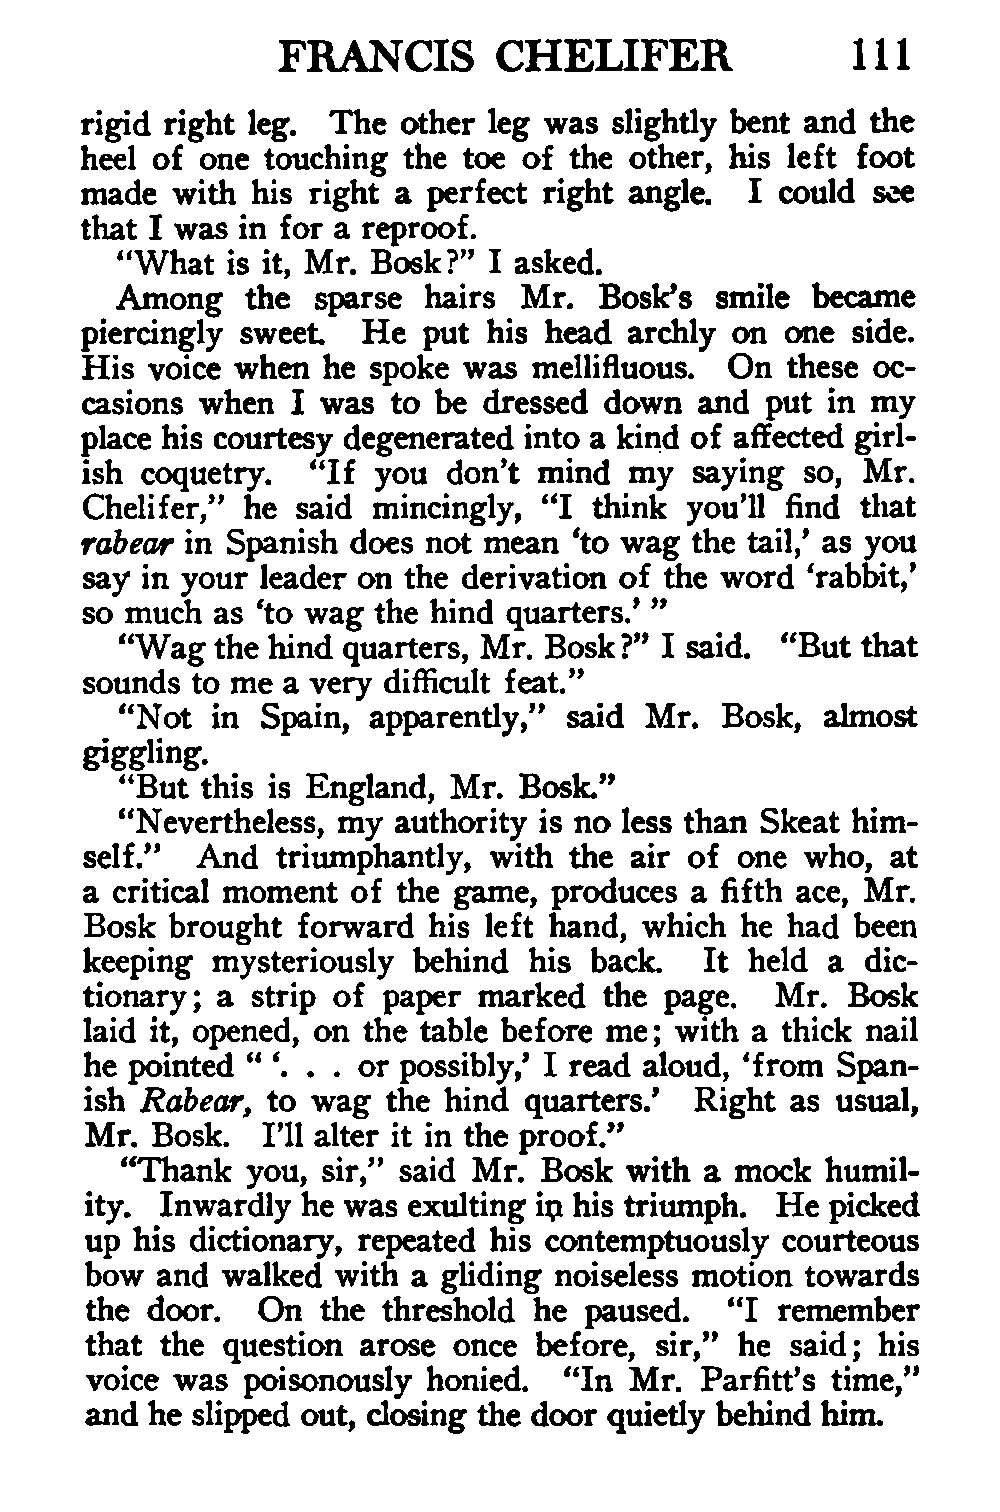 FRANCIS CHELIFER 111
rigid right leg. The other leg was slightly bent and the
heel of one touching the toe of the other, his left foot
made with his right a perfect right angle. I could see
that I was in for a reproof.
“What is it, Mr. Bosk?” I asked.
Among the sparse hairs Mr. Bosk’s smile became
piercingly sweet. He put his head archly on one side.
His voice when he spoke was mellifluous. On these oc-
casions when I was to be dressed down and put in my
place his courtesy degenerated into a kind of affected girl-
ish coquetry. “If you don’t mind my saying so, Mr.
Chelifer,” he said mincingly, “I think you’ll find that
rabear in Spanish does not mean ‘to wag the tail,’ as you
say in your leader on the derivation of the word ‘rabbit,’
so much as ‘to wag the hind quarters.’ ”
“Wag the hind quarters, Mr. Bosk?” I said. “But that
sounds to me a very difficult feat.”
“Not in Spain, apparently,” said Mr. Bosk, almost
giggling.
“But this is England, Mr. Bosk.”
“Nevertheless, my authority is no less than Skeat him-
self.” And triumphantly, with the air of one who, at
a critical moment of the game, produces a fifth ace, Mr.
Bosk brought forward his left hand, which he had been
keeping mysteriously behind his back. It held a dic-
tionary; a strip of paper marked the page. Mr. Bosk
laid it, opened, on the table before me; with a thick nail
he pointed “ ‘. . . or possibly,’ I read aloud, ‘from Span-
ish Rabear, to wag the hind quarters.’ Right as usual,
Mr. Bosk. I’ll alter it in the proof.”
“Thank you, sir,” said Mr. Bosk with a mock humil-
ity. Inwardly he was exulting in his triumph. He picked
up his dictionary, repeated his contemptuously courteous
bow and walked with a gliding noiseless motion towards
the door. On the threshold he paused. “I remember
that the question arose once before, sir,” he said; his
voice was poisonously honied. “In Mr. Parfitt’s time,”
and he slipped out, closing the door quietly behind him.